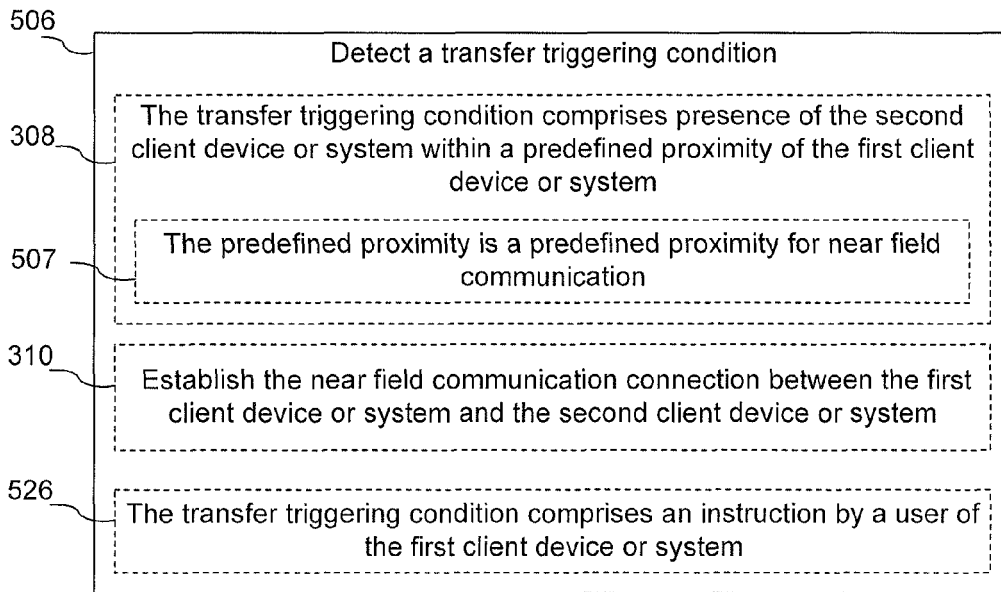 506
Detect a transfer triggering condition
308
The transfer triggering condition comprises presence of the second
client device or system within a predefined proximity of the first client
device or system
507
The predefined proximity is a predefined proximity for near field
communication
310
Establish the near field communication connection between the first
client device or system and the second client device or system
526
The transfer triggering condition comprises an instruction by a user of
the first client device or system